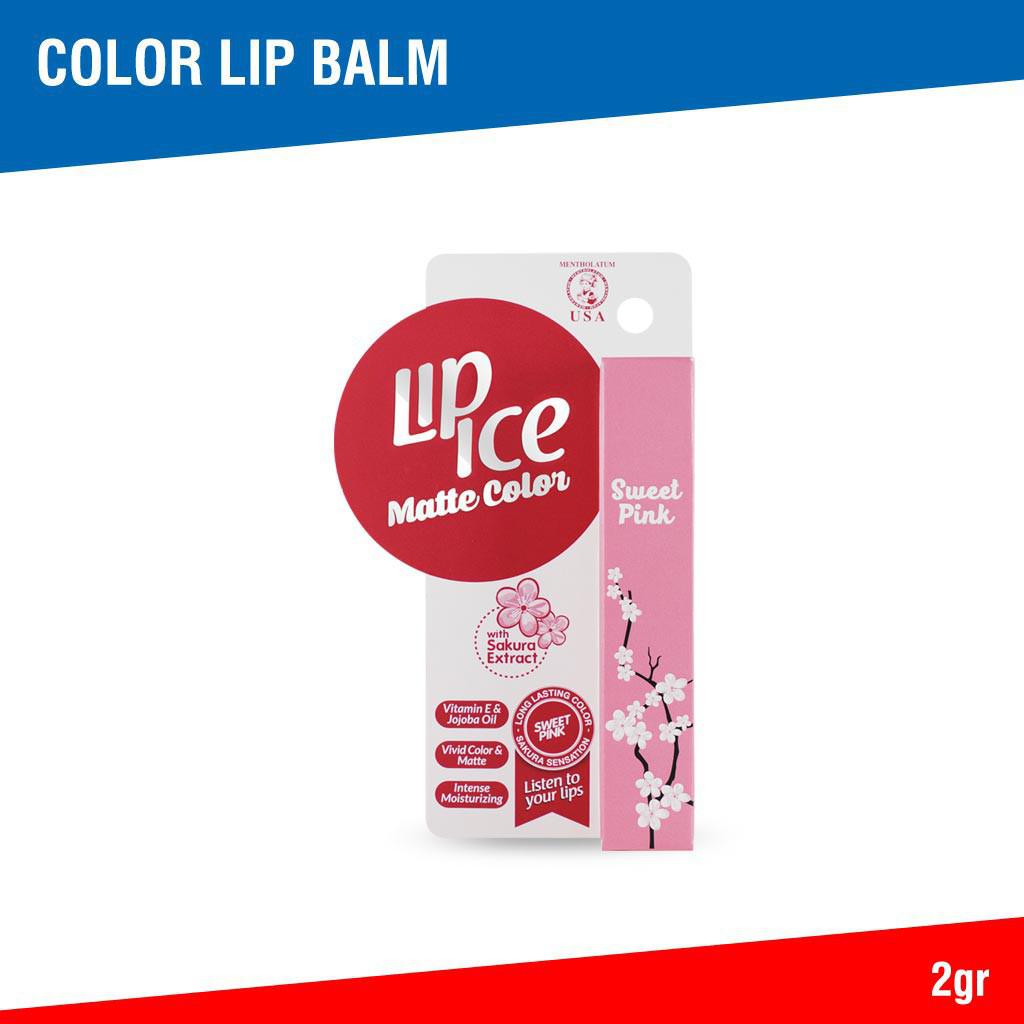 COLOR LIP BALM
MENTHOLATUM
USA
LIP
ICE
Matte Color
Sweet
Pink
with
Sakura
Extract
Vitamin E &
Jojoba Oil
Vivid Color &
Matte
Intense
Moisturizing
LONG LASTING COLOR
SWEET
PINK
SAKURA SENSATION
Listen to
your lips
2gr